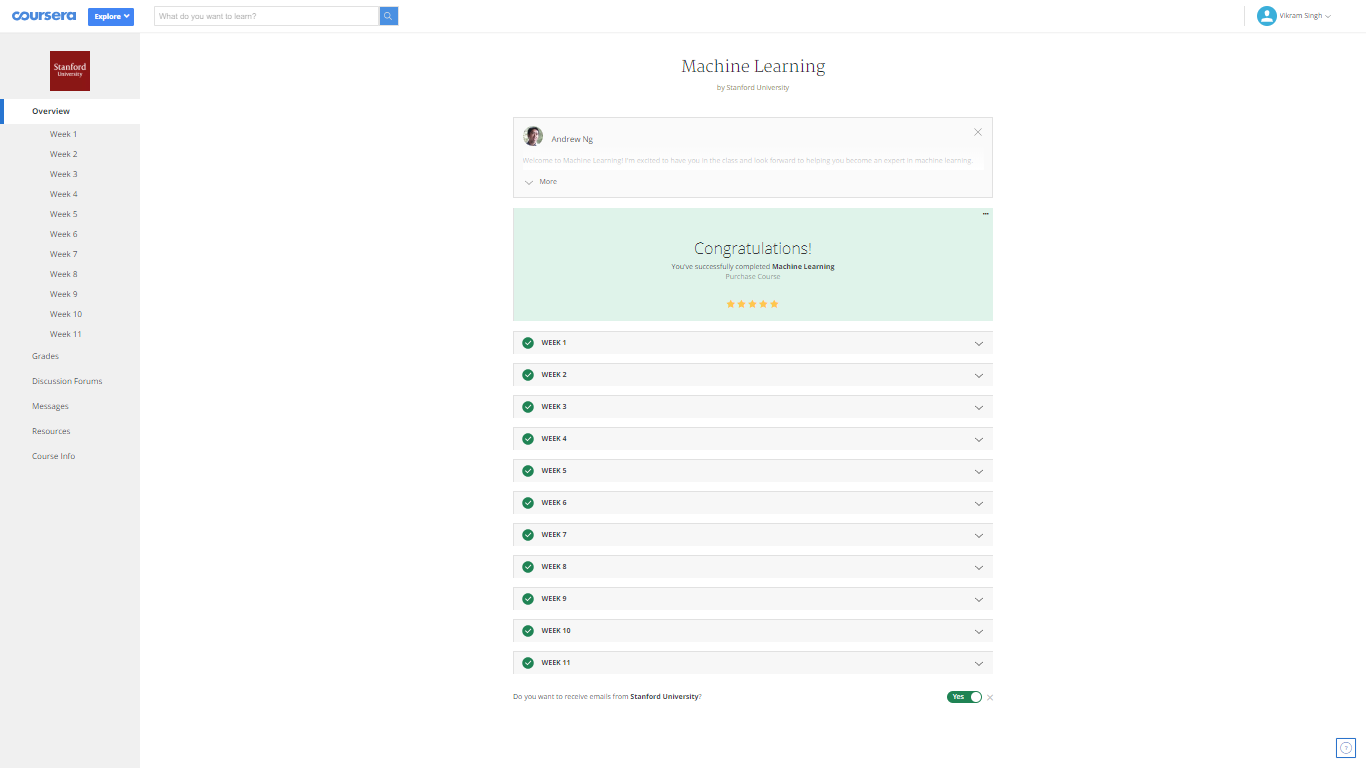 coursera
Explore
What do you want to learn?
Vikram Singh
Stanford
University
Overview
Week 1
Week 2
Week 3
Week 4
Week 5
Week 6
Week 7
Week 8
Week 9
Week 10
Week 11
Grades
Discussion Forums
Messages
Resources
Course Info
Machine Learning
by Stanford University
Andrew Ng
Welcome to Machine Learning! I'm excited to have you in the class and look forward to helping you become an expert in machine learning.
More
Congratulations!
You've successfully completed Machine Learning
Purchase Course
WEEK 1
WEEK 2
WEEK 3
WEEK 4
WEEK 5
WEEK 6
WEEK 7
WEEK 8
WEEK 9
WEEK 10
WEEK 11
Do you want to receive emails from Stanford University?
Yes
?